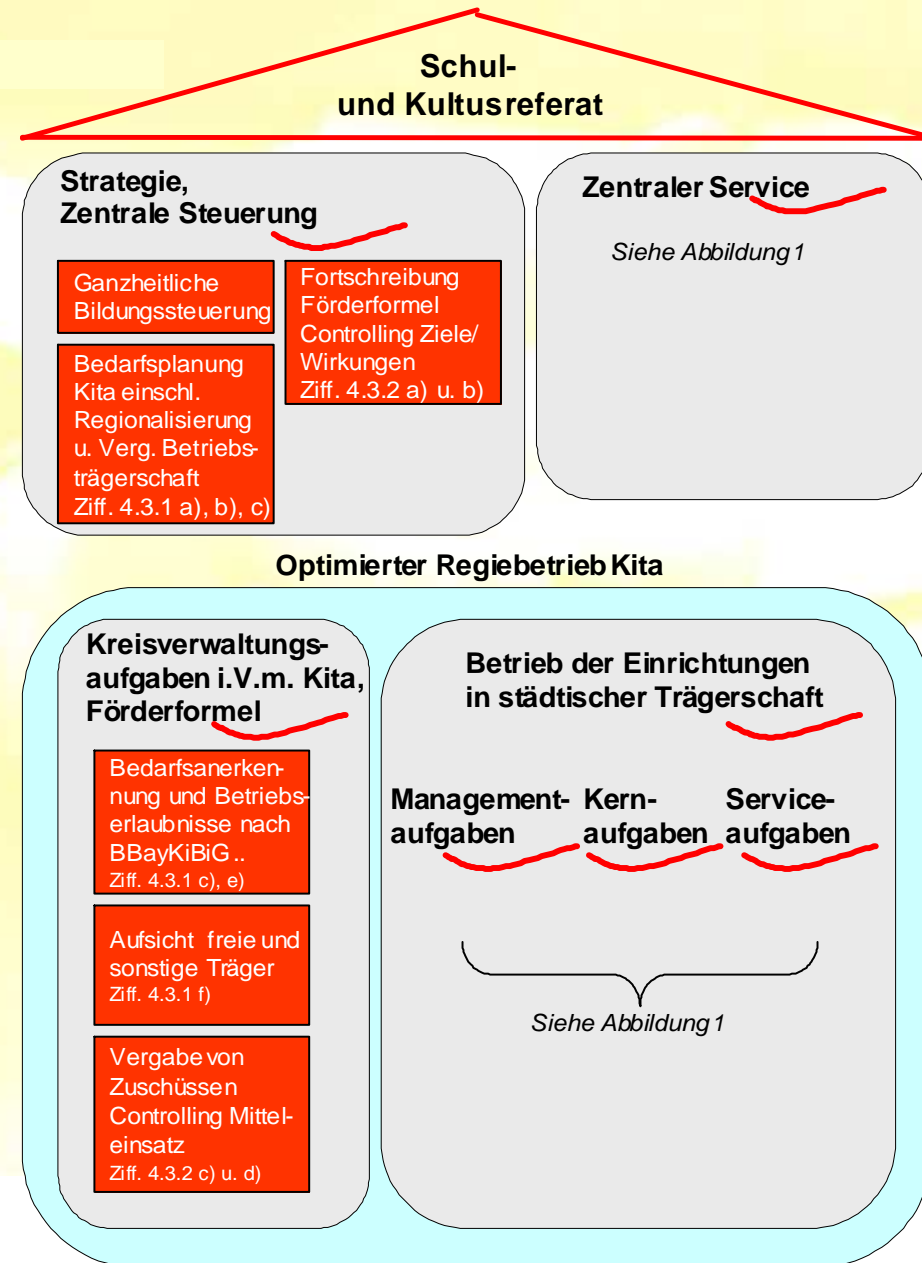 Schul-
und Kultusreferat
Strategie,
Zentrale Steuerung
Ganzheitliche
Bildungssteuerung
Bedarfsplanung
Kita einschl.
Regionalisierung
u. Verg. Betriebs-
trägerschaft
Ziff. 4.3.1 a), b), c)
Fortschreibung
Förderformel
Controlling Ziele/
Wirkungen
Ziff. 4.3.2 a) u. b)
Zentraler Service
Siehe Abbildung 1
Optimierter Regiebetrieb Kita
Kreisverwaltungs-
aufgaben i.V.m. Kita,
Förderformel
Bedarfsanerken-
nung und Betriebs-
erlaubnisse nach
BBayKiBiG ..
Ziff. 4.3.1 c), e)
Aufsicht freie und
sonstige Träger
Ziff. 4.3.1 f)
Vergabe von
Zuschüssen
Controlling Mittel-
einsatz
Ziff. 4.3.2 c) u. d)
Betrieb der Einrichtungen
in städtischer Trägerschaft
Management-
aufgaben
Kern-
aufgaben
Service-
aufgaben
Siehe Abbildung 1